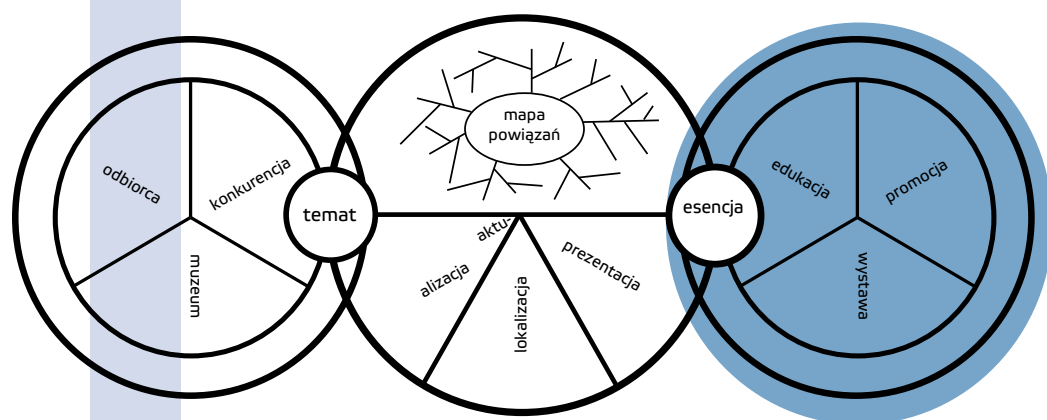 odbiorca
konkurencja
muzeum
temat
mapa
powiązań
aktu-
alizacja
lokalizacja
prezentacja
esencja
edukacja
promocja
wystawa